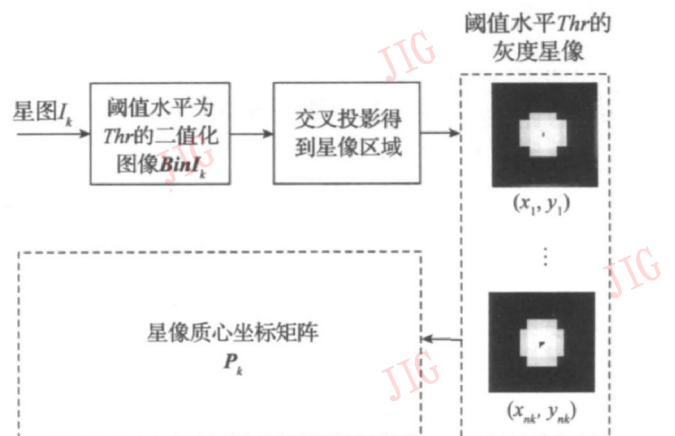 阈值水平Thr的
灰度星像
星图I_k
阈值水平为
Thr的二值化
图像BinI_k
交叉投影得
到星像区域
(x_1, y_1)
⋮
星像质心坐标矩阵
P_k
(x_nk, y_nk)
JIG
JIG
JIG
JIG